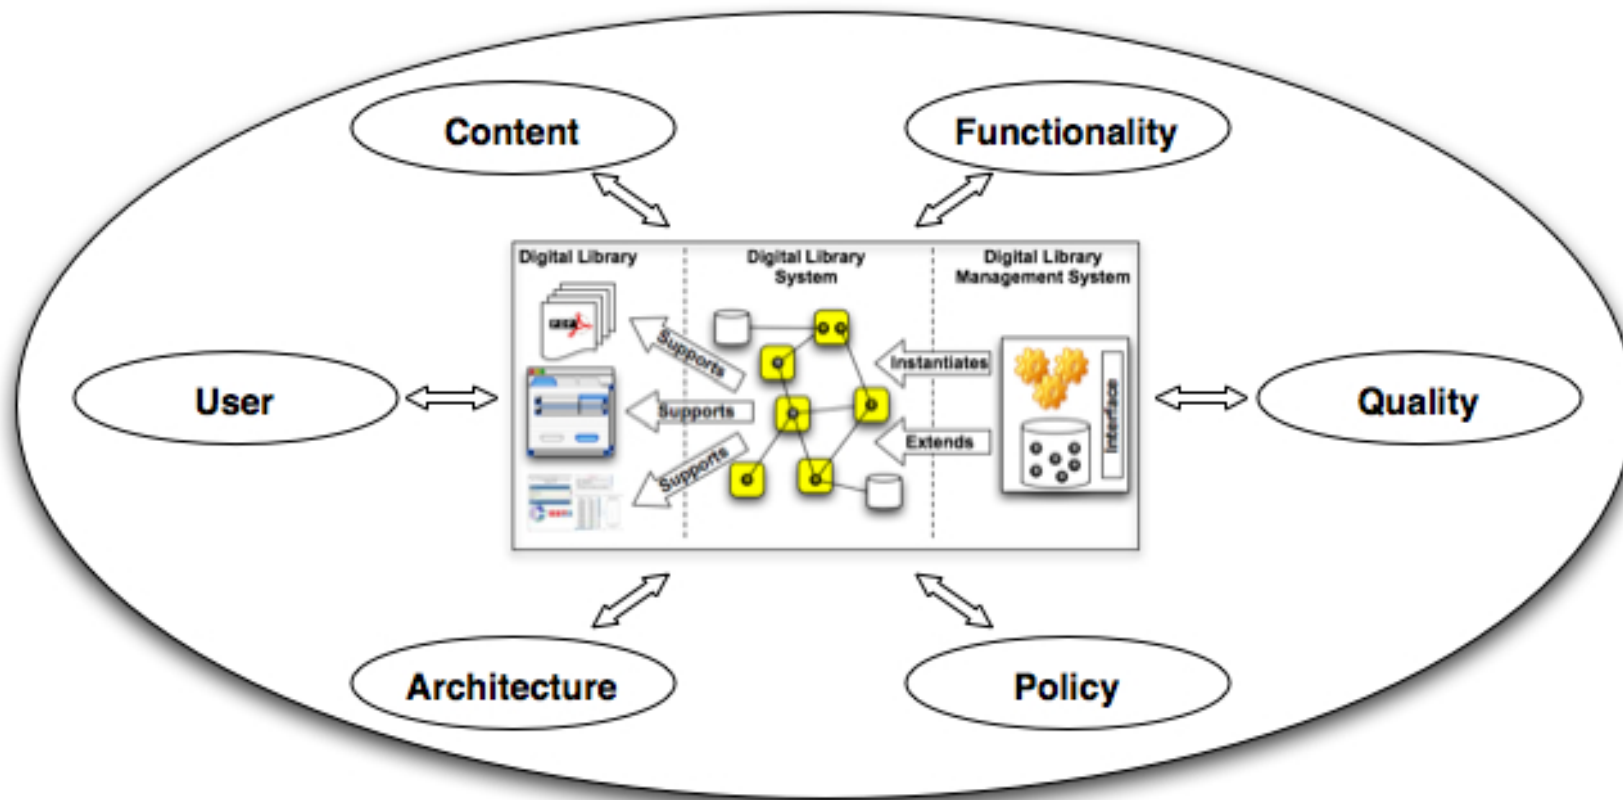 Content
Functionality
Digital Library
Digital Library
System
Digital Library
Management System
Supports
Instantiates
User
Supports
Interface
Quality
Extends
Supports
Architecture
Policy